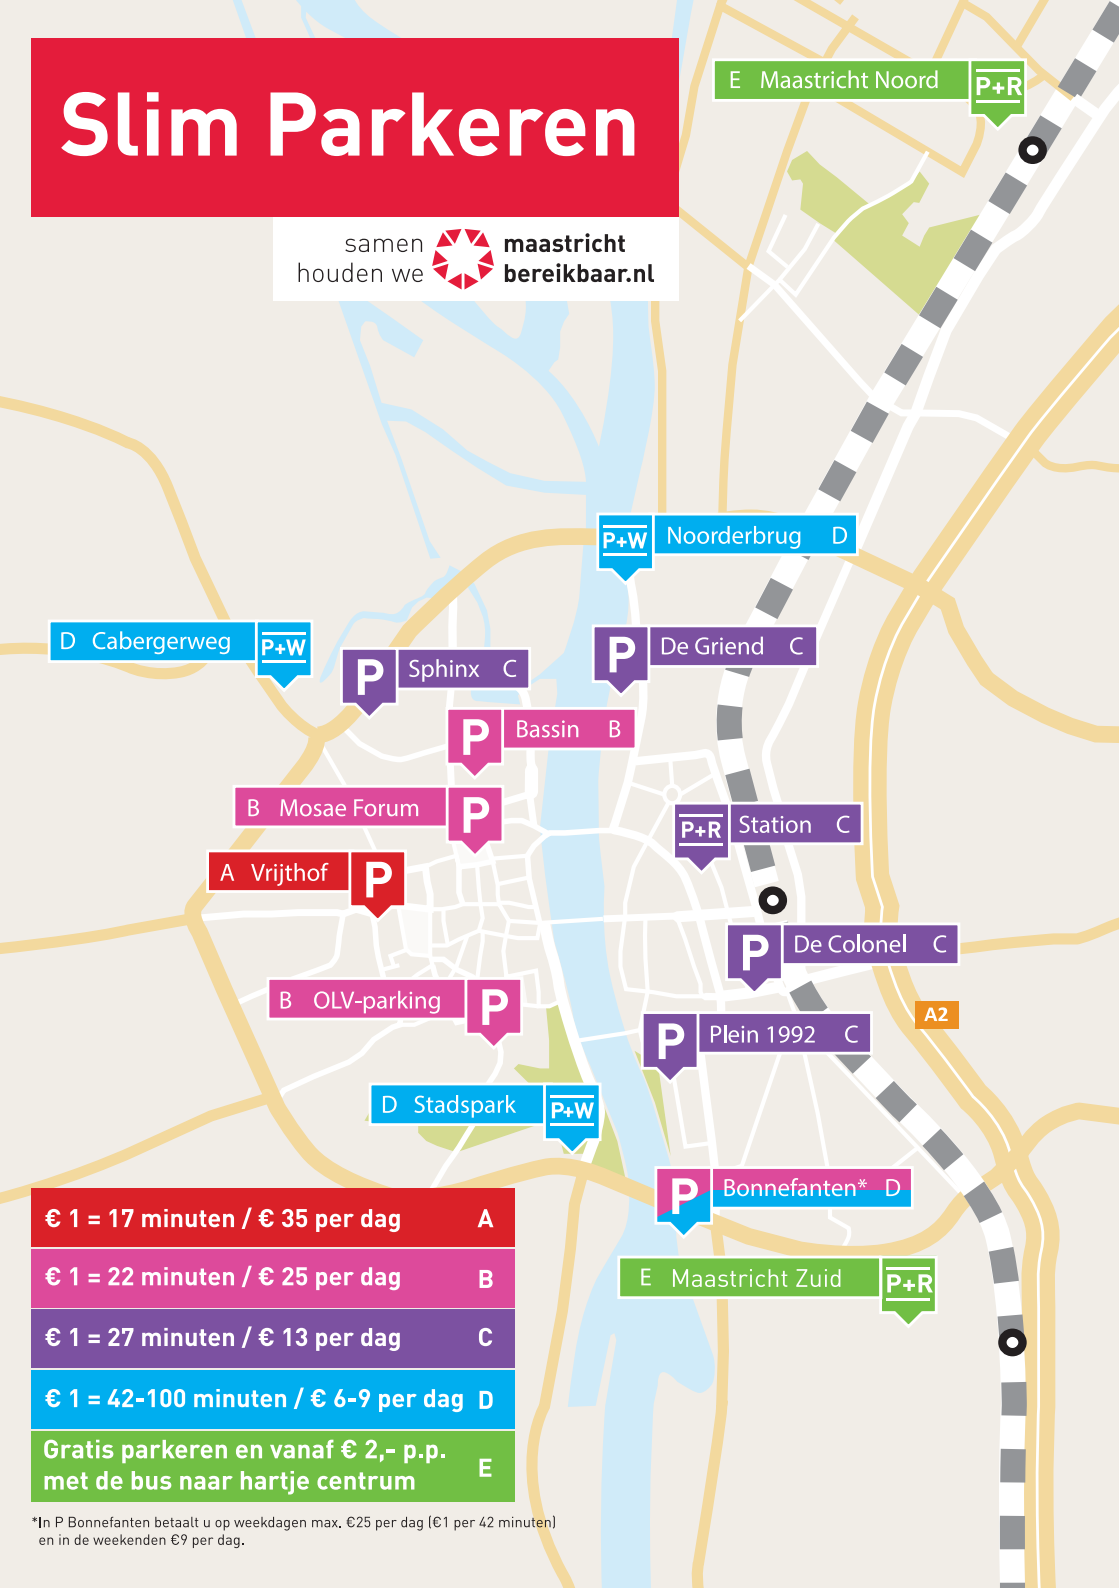 Slim Parkeren
samen houden we
maastricht bereikbaar.nl
E Maastricht Noord P+R
P+W Noorderbrug D
D Cabergerweg P+W
P De Griend C
P Sphinx C
P Bassin B
B Mosae Forum P
P+R Station C
A Vrijthof P
P De Colonel C
B OLV-parking P
A2
P Plein 1992 C
D Stadspark P+W
P Bonnefanten* D
E Maastricht Zuid P+R
€ 1 = 17 minuten / € 35 per dag A
€ 1 = 22 minuten / € 25 per dag B
€ 1 = 27 minuten / € 13 per dag C
€ 1 = 42-100 minuten / € 6-9 per dag D
Gratis parkeren en vanaf € 2,- p.p.
met de bus naar hartje centrum E
*In P Bonnefanten betaalt u op weekdagen max. €25 per dag (€1 per 42 minuten)
en in de weekenden €9 per dag.